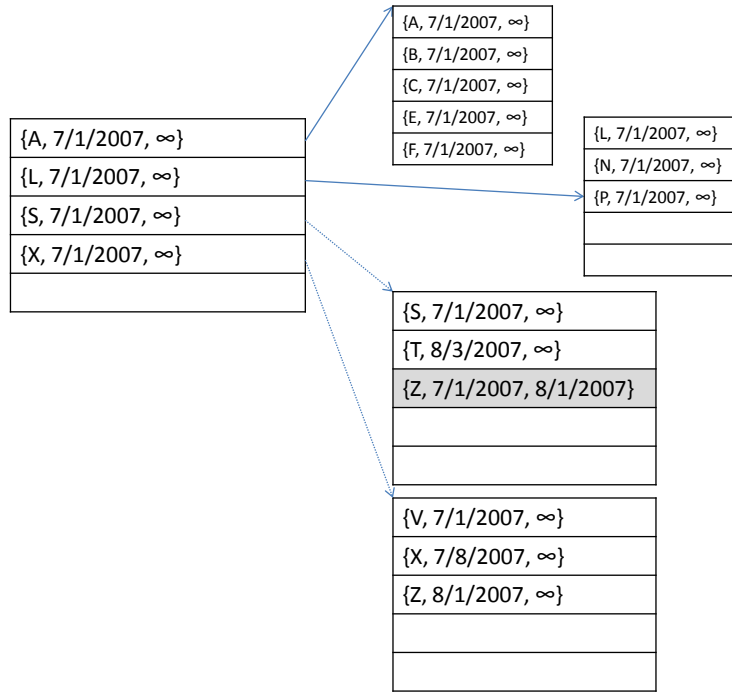 {A, 7/1/2007, ∞}
{L, 7/1/2007, ∞}
{S, 7/1/2007, ∞}
{X, 7/1/2007, ∞}
{A, 7/1/2007, ∞}
{B, 7/1/2007, ∞}
{C, 7/1/2007, ∞}
{E, 7/1/2007, ∞}
{F, 7/1/2007, ∞}
{L, 7/1/2007, ∞}
{N, 7/1/2007, ∞}
{P, 7/1/2007, ∞}
{S, 7/1/2007, ∞}
{T, 8/3/2007, ∞}
{Z, 7/1/2007, 8/1/2007}
{V, 7/1/2007, ∞}
{X, 7/8/2007, ∞}
{Z, 8/1/2007, ∞}